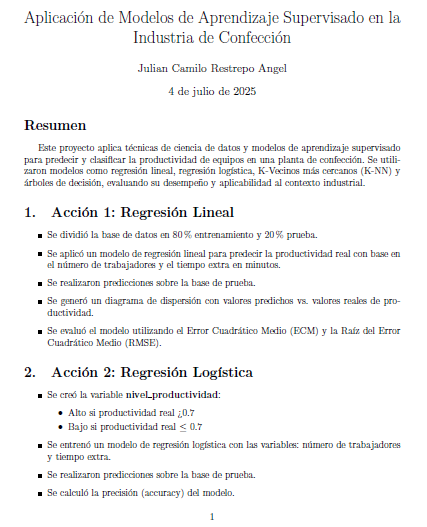 Aplicación de Modelos de Aprendizaje Supervisado en la
Industria de Confección
Julian Camilo Restrepo Angel
4 de julio de 2025
Resumen
Este proyecto aplica técnicas de ciencia de datos y modelos de aprendizaje supervisado
para predecir y clasificar la productividad de equipos en una planta de confección. Se utili-
zaron modelos como regresión lineal, regresión logística, K-Vecinos más cercanos (K-NN) y
árboles de decisión, evaluando su desempeño y aplicabilidad al contexto industrial.
1. Acción 1: Regresión Lineal
▪ Se dividió la base de datos en 80 % entrenamiento y 20 % prueba.
▪ Se aplicó un modelo de regresión lineal para predecir la productividad real con base en
el número de trabajadores y el tiempo extra en minutos.
▪ Se realizaron predicciones sobre la base de prueba.
▪ Se generó un diagrama de dispersión con valores predichos vs. valores reales de pro-
ductividad.
▪ Se evaluó el modelo utilizando el Error Cuadrático Medio (ECM) y la Raíz del Error
Cuadrático Medio (RMSE).
2. Acción 2: Regresión Logística
▪ Se creó la variable nivel_productividad:
• Alto si productividad real ¿0.7
• Bajo si productividad real ≤ 0.7
▪ Se entrenó un modelo de regresión logística con las variables: número de trabajadores
y tiempo extra.
▪ Se realizaron predicciones sobre la base de prueba.
▪ Se calculó la precisión (accuracy) del modelo.
1